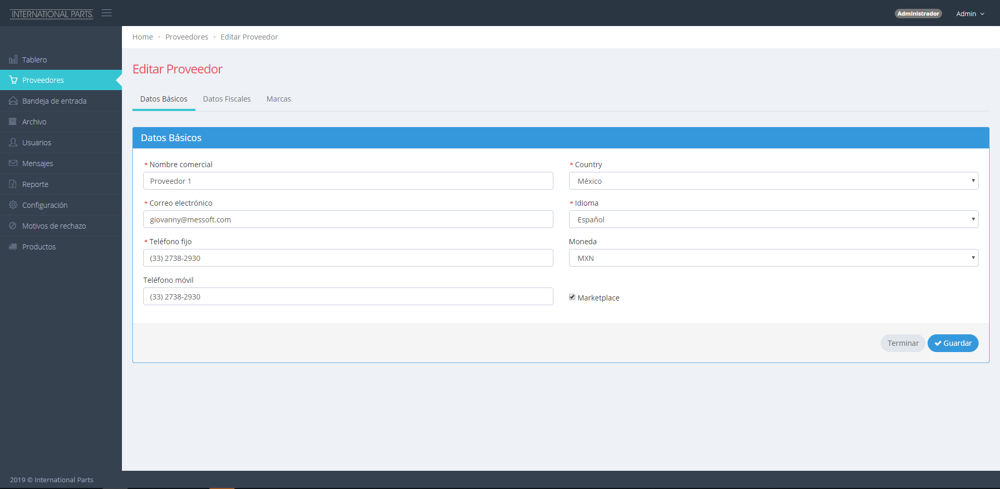 INTERNATIONAL PARTS
Administrador
Admin
Home • Proveedores • Editar Proveedor
Tablero
Proveedores
Bandeja de entrada
Archivo
Usuarios
Mensajes
Reporte
Configuración
Motivos de rechazo
Productos
Editar Proveedor
Datos Básicos Datos Fiscales Marcas
Datos Básicos
* Nombre comercial
Proveedor 1
* Country
México
* Correo electrónico
giovanny@messoft.com
* Idioma
Español
* Teléfono fijo
(33) 2738-2930
Moneda
MXN
Teléfono móvil
(33) 2738-2930
Marketplace
Terminar
Guardar
2019 © International Parts